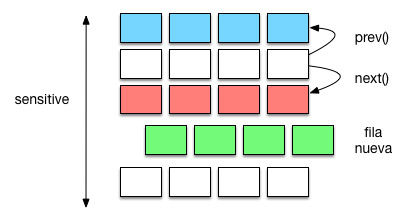 prev()
next()
sensitive
fila
nueva